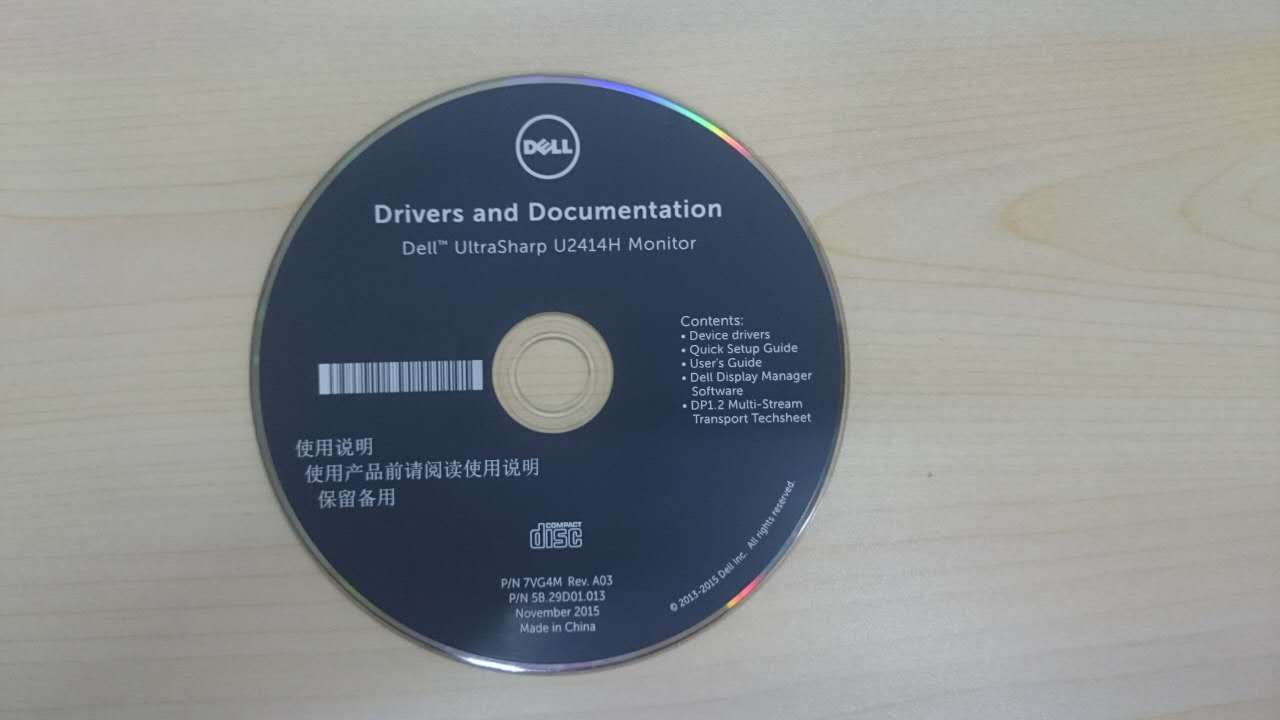 DELL
Drivers and Documentation
Dell™ UltraSharp U2414H Monitor
Contents:
• Device drivers
• Quick Setup Guide
• User's Guide
• Dell Display Manager
Software
• DP1.2 Multi-Stream
Transport Techsheet
使用说明
使用产品前请阅读使用说明
保留备用
COMPACT
disc
P/N 7VG4M Rev. A03
P/N 5B.29D01.013
November 2015
Made in China
© 2013-2015 Dell Inc. All rights reserved.